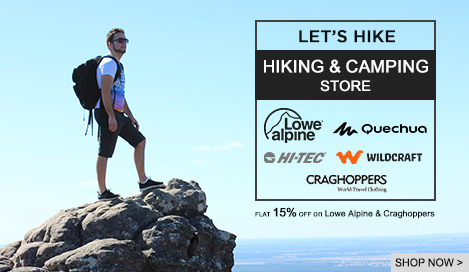 LET'S HIKE
HIKING & CAMPING
STORE
Lowe alpine
Quechua
HI-TEC
WILDCRAFT
CRAGHOPPERS
World Travel Clothing
FLAT 15% OFF on Lowe Alpine & Craghoppers
SHOP NOW >